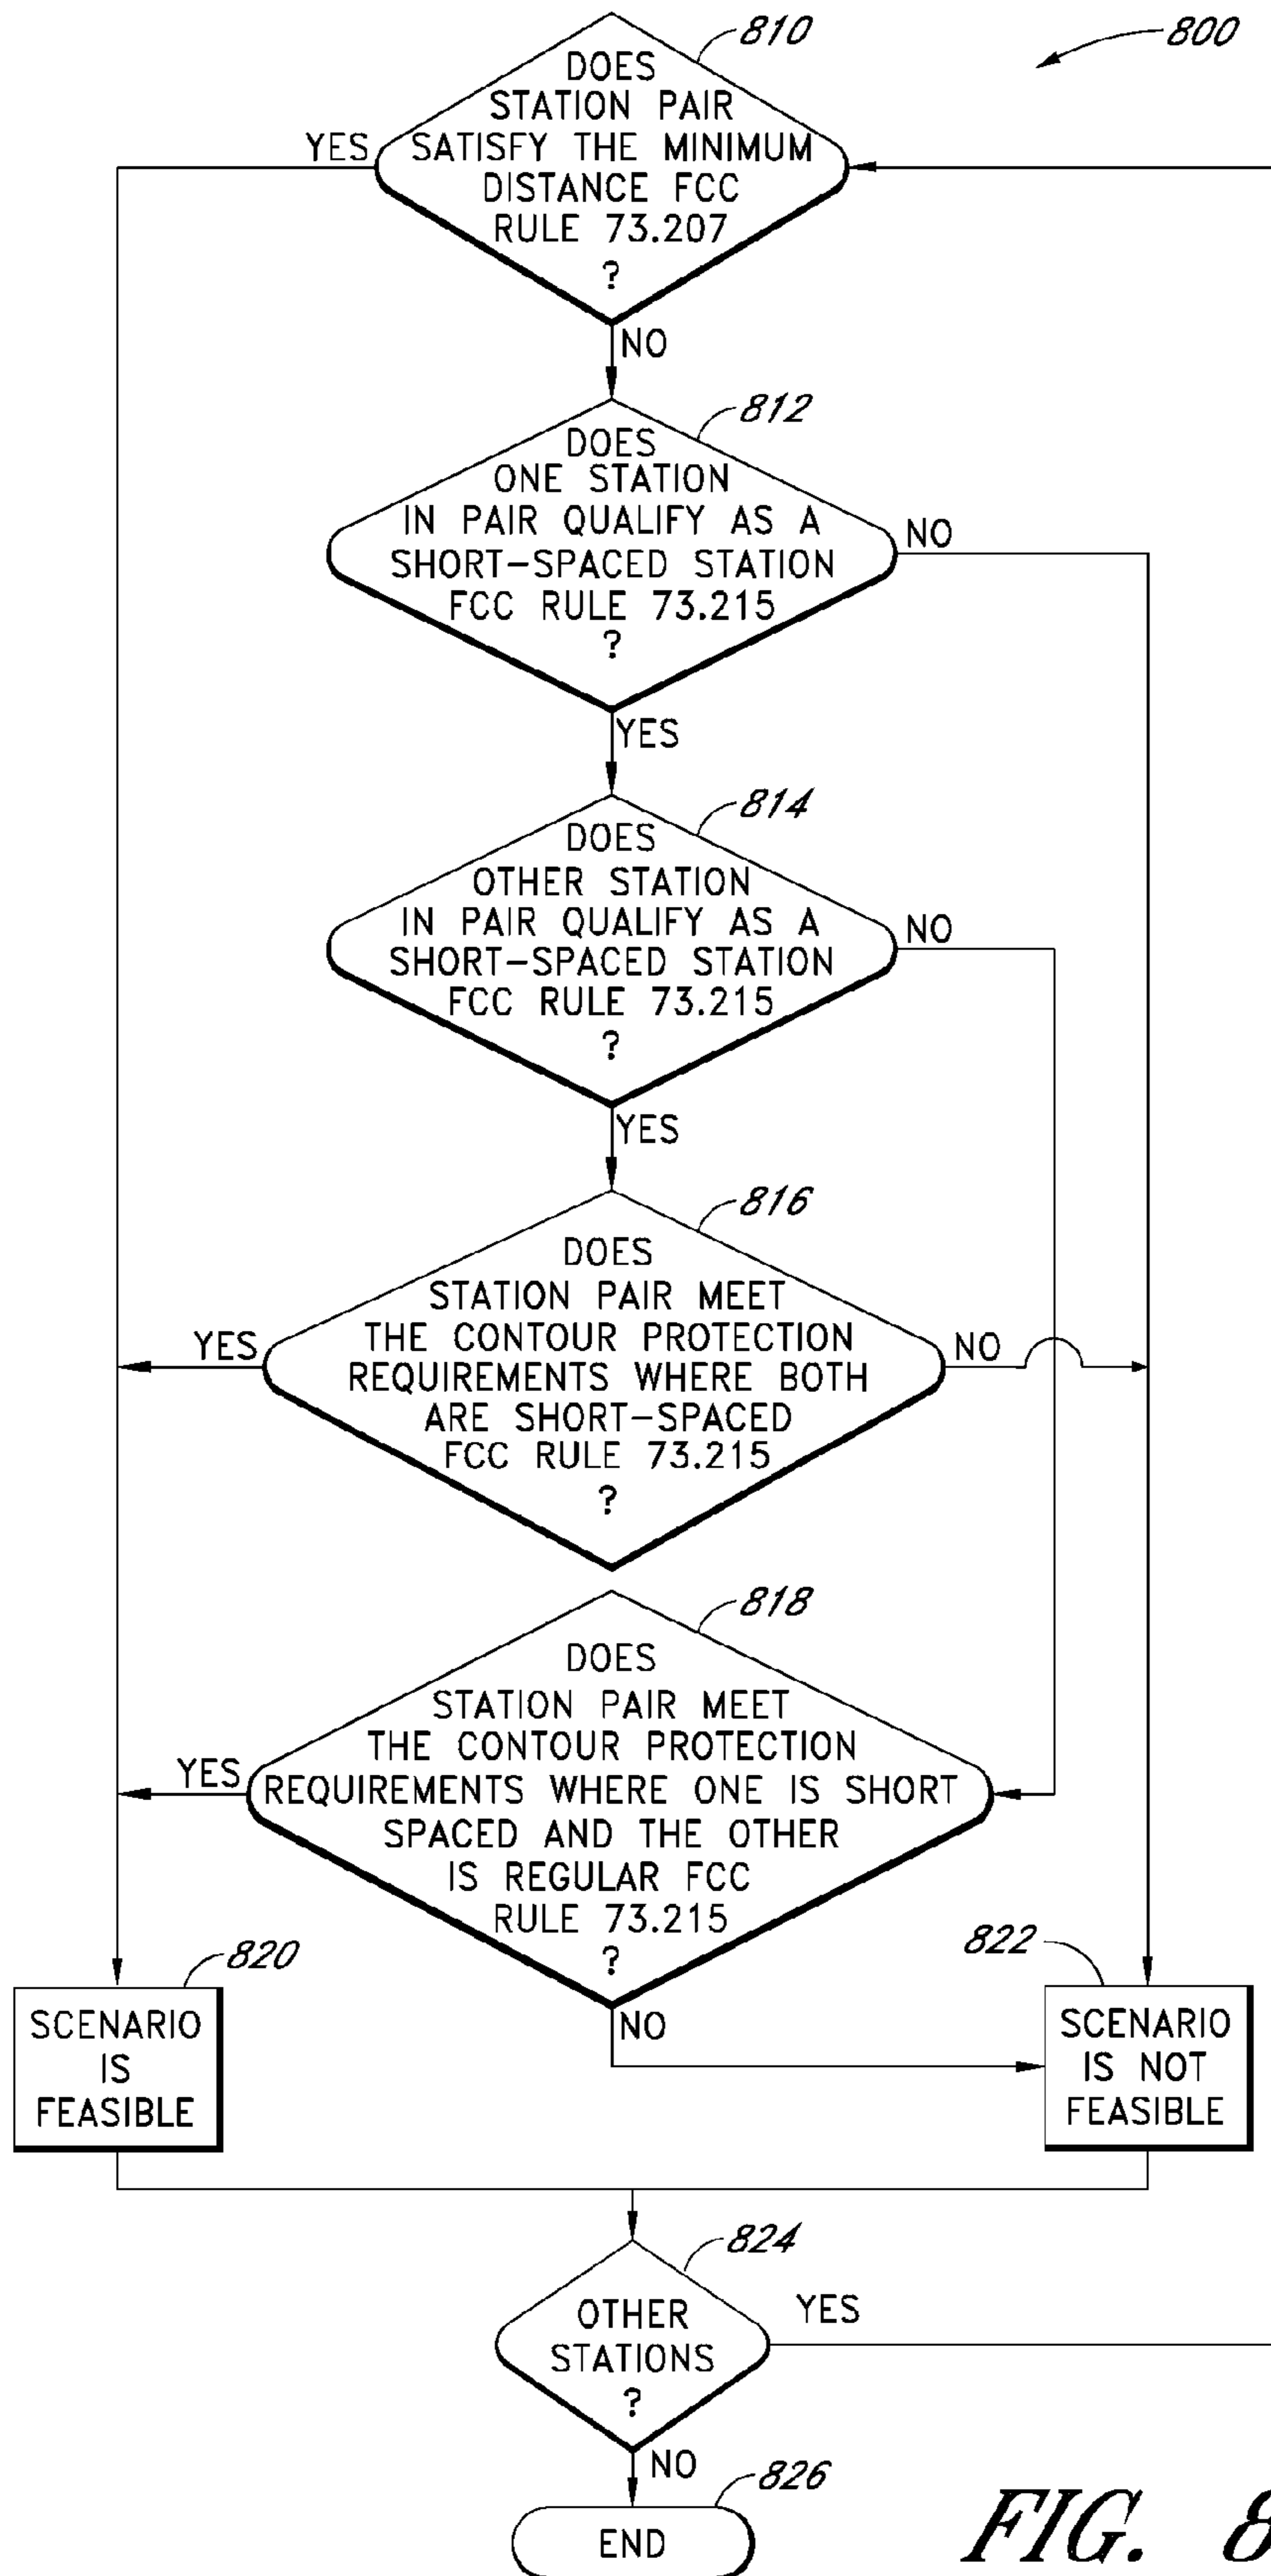 810
800
DOES
STATION PAIR
YES
SATISFY THE MINIMUM
DISTANCE FCC
RULE 73.207
?
NO
812
DOES
ONE STATION
IN PAIR QUALIFY AS A
NO
SHORT-SPACED STATION
FCC RULE 73.215
?
YES
814
DOES
OTHER STATION
IN PAIR QUALIFY AS A
NO
SHORT-SPACED STATION
FCC RULE 73.215
?
YES
816
DOES
STATION PAIR MEET
THE CONTOUR PROTECTION
YES
NO
REQUIREMENTS WHERE BOTH
ARE SHORT-SPACED
FCC RULE 73.215
?
818
DOES
STATION PAIR MEET
THE CONTOUR PROTECTION
YES
REQUIREMENTS WHERE ONE IS SHORT
SPACED AND THE OTHER
IS REGULAR FCC
RULE 73.215
?
NO
820
SCENARIO
IS
FEASIBLE
822
SCENARIO
IS NOT
FEASIBLE
824
OTHER
STATIONS
?
YES
NO
826
END
FIG. 8